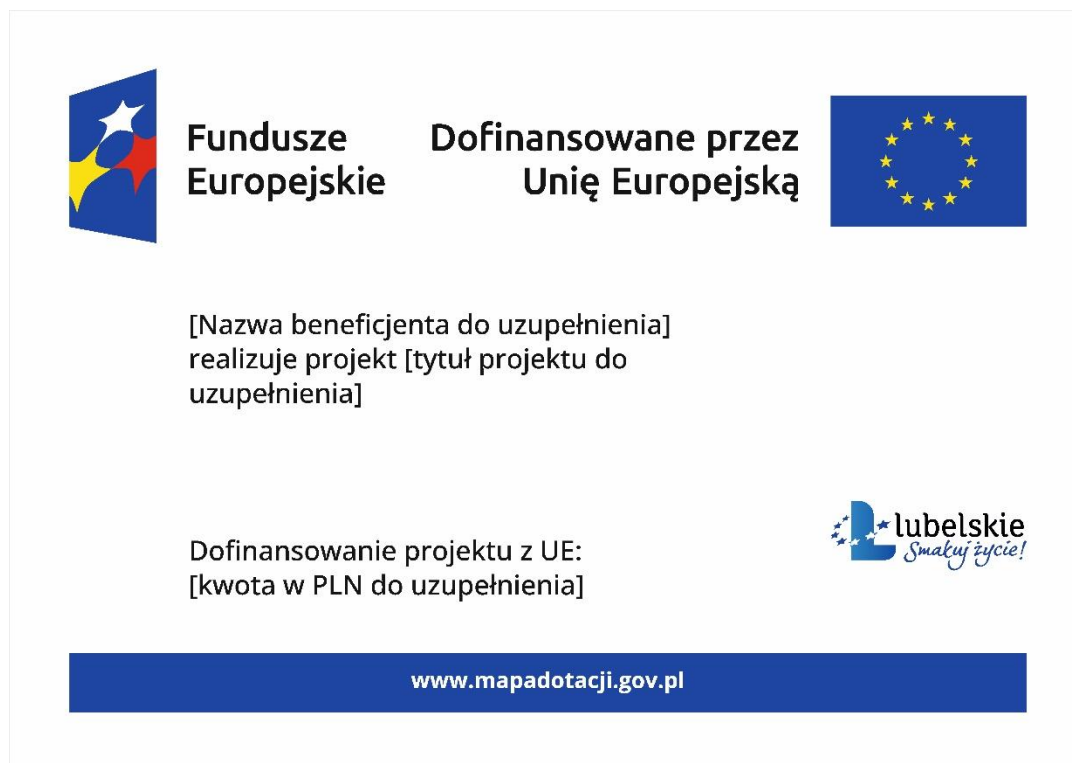 Fundusze
Europejskie
Dofinansowane przez
Unię Europejską
[Nazwa beneficjenta do uzupełnienia]
realizuje projekt [tytuł projektu do
uzupełnienia]
lubelskie
Smakuj życie!
Dofinansowanie projektu z UE:
[kwota w PLN do uzupełnienia]
www.mapadotacji.gov.pl